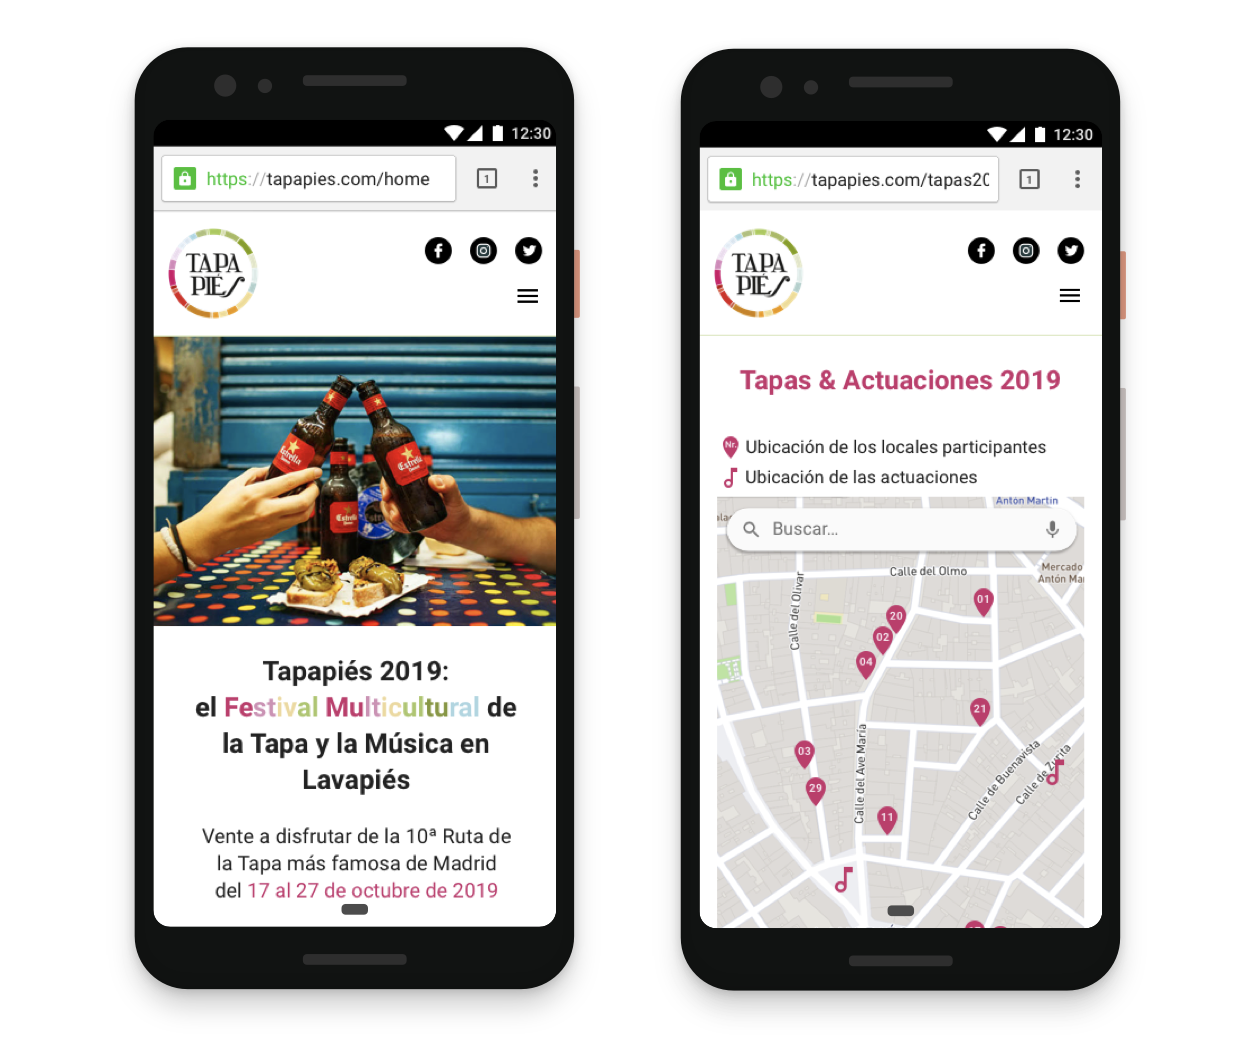 12:30
https://tapapies.com/home
1
TAPA
PIÉS
Estrella
Estrella
Estrella
Tapapiés 2019:
el Festival Multicultural de
la Tapa y la Música en
Lavapiés
Vente a disfrutar de la 10ª Ruta de
la Tapa más famosa de Madrid
del 17 al 27 de octubre de 2019
12:30
https://tapapies.com/tapas20
1
TAPA
PIÉS
Tapas & Actuaciones 2019
Nr. Ubicación de los locales participantes
Ubicación de las actuaciones
Antón Martín
Buscar...
Calle del Olmo
Mercado
Antón Mar
Calle del Olivar
01
20
02
04
21
03
29
11
Calle del Ave María
Calle de Buenavista
Calle de Zurita